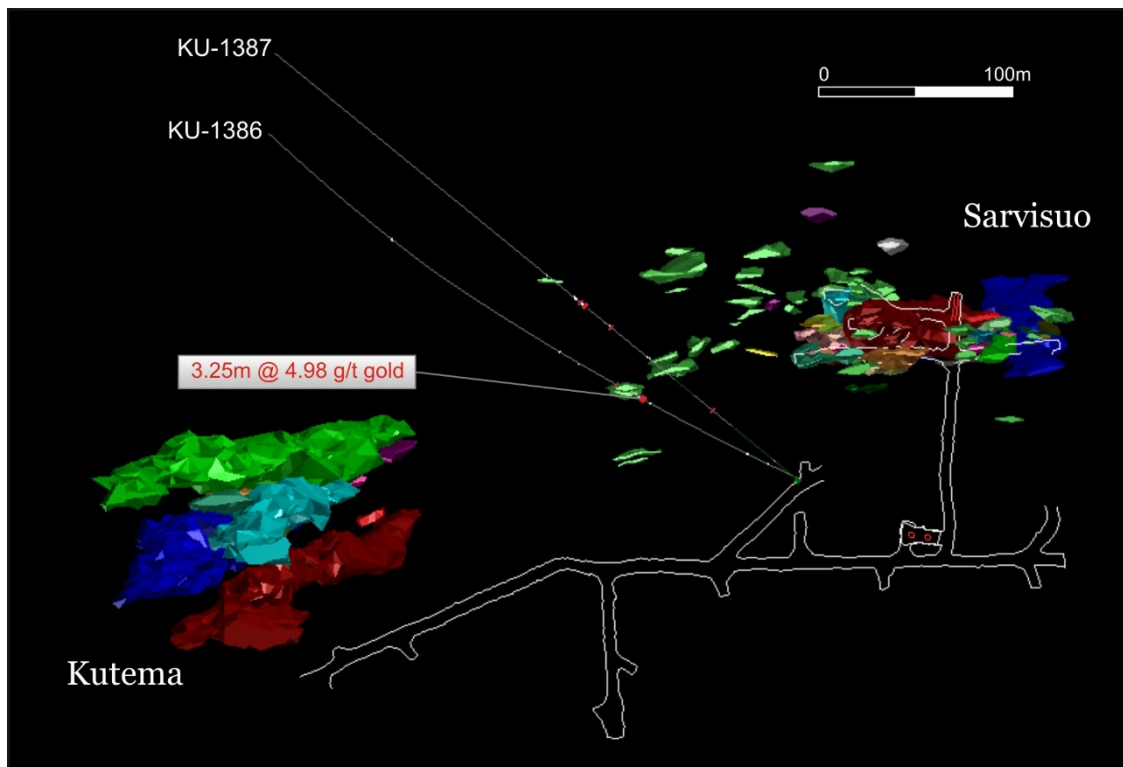 KU-1387
KU-1386
0 100m
Sarvisuo
3.25m @ 4.98 g/t gold
Kutema